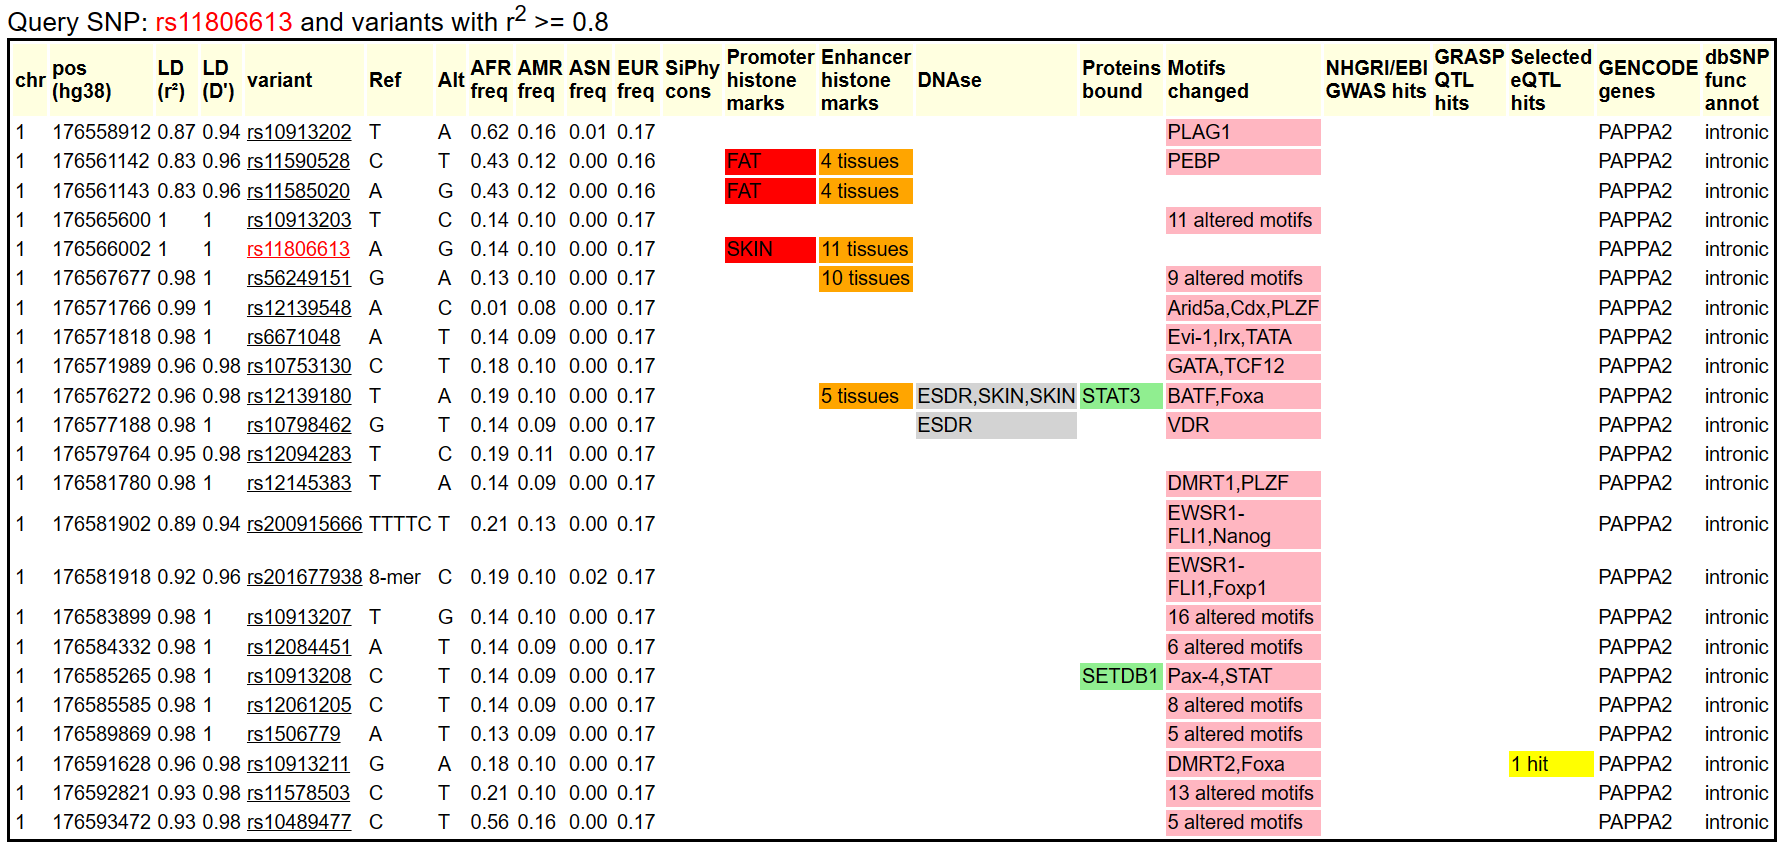 Query SNP: rs11806613 and variants with r2 >= 0.8
chr pos (hg38) LD (r²) LD (D') variant Ref Alt AFR freq AMR freq ASN freq EUR freq SiPhy cons Promoter histone marks Enhancer histone marks DNAse Proteins bound Motifs changed NHGRI/EBI GWAS hits GRASP QTL hits Selected eQTL hits GENCODE genes dbSNP func annot
1 176558912 0.87 0.94 rs10913202 T A 0.62 0.16 0.01 0.17 PLAG1 PAPPA2 intronic
1 176561142 0.83 0.96 rs11590528 C T 0.43 0.12 0.00 0.16 FAT 4 tissues PEBP PAPPA2 intronic
1 176561143 0.83 0.96 rs11585020 A G 0.43 0.12 0.00 0.16 FAT 4 tissues PAPPA2 intronic
1 176565600 1 1 rs10913203 T C 0.14 0.10 0.00 0.17 11 altered motifs PAPPA2 intronic
1 176566002 1 1 rs11806613 A G 0.14 0.10 0.00 0.17 SKIN 11 tissues PAPPA2 intronic
1 176567677 0.98 1 rs56249151 G A 0.13 0.10 0.00 0.17 10 tissues 9 altered motifs PAPPA2 intronic
1 176571766 0.99 1 rs12139548 A C 0.01 0.08 0.00 0.17 Arid5a,Cdx,PLZF PAPPA2 intronic
1 176571818 0.98 1 rs6671048 A T 0.14 0.09 0.00 0.17 Evi-1,Irx,TATA PAPPA2 intronic
1 176571989 0.96 0.98 rs10753130 C T 0.18 0.10 0.00 0.17 GATA,TCF12 PAPPA2 intronic
1 176576272 0.96 0.98 rs12139180 T A 0.19 0.10 0.00 0.17 5 tissues ESDR,SKIN,SKIN STAT3 BATF,Foxa PAPPA2 intronic
1 176577188 0.98 1 rs10798462 G T 0.14 0.09 0.00 0.17 ESDR VDR PAPPA2 intronic
1 176579764 0.95 0.98 rs12094283 T C 0.19 0.11 0.00 0.17 PAPPA2 intronic
1 176581780 0.98 1 rs12145383 T A 0.14 0.09 0.00 0.17 DMRT1,PLZF PAPPA2 intronic
1 176581902 0.89 0.94 rs200915666 TTTTC T 0.21 0.13 0.00 0.17 EWSR1-FLI1,Nanog PAPPA2 intronic
1 176581918 0.92 0.96 rs201677938 8-mer C 0.19 0.10 0.02 0.17 EWSR1-FLI1,Foxp1 PAPPA2 intronic
1 176583899 0.98 1 rs10913207 T G 0.14 0.10 0.00 0.17 16 altered motifs PAPPA2 intronic
1 176584332 0.98 1 rs12084451 A T 0.14 0.09 0.00 0.17 6 altered motifs PAPPA2 intronic
1 176585265 0.98 1 rs10913208 C T 0.14 0.09 0.00 0.17 SETDB1 Pax-4,STAT PAPPA2 intronic
1 176585585 0.98 1 rs12061205 C T 0.14 0.09 0.00 0.17 8 altered motifs PAPPA2 intronic
1 176589869 0.98 1 rs1506779 A T 0.13 0.09 0.00 0.17 5 altered motifs PAPPA2 intronic
1 176591628 0.96 0.98 rs10913211 G A 0.18 0.10 0.00 0.17 DMRT2,Foxa 1 hit PAPPA2 intronic
1 176592821 0.93 0.98 rs11578503 C T 0.21 0.10 0.00 0.17 13 altered motifs PAPPA2 intronic
1 176593472 0.93 0.98 rs10489477 C T 0.56 0.16 0.00 0.17 5 altered motifs PAPPA2 intronic